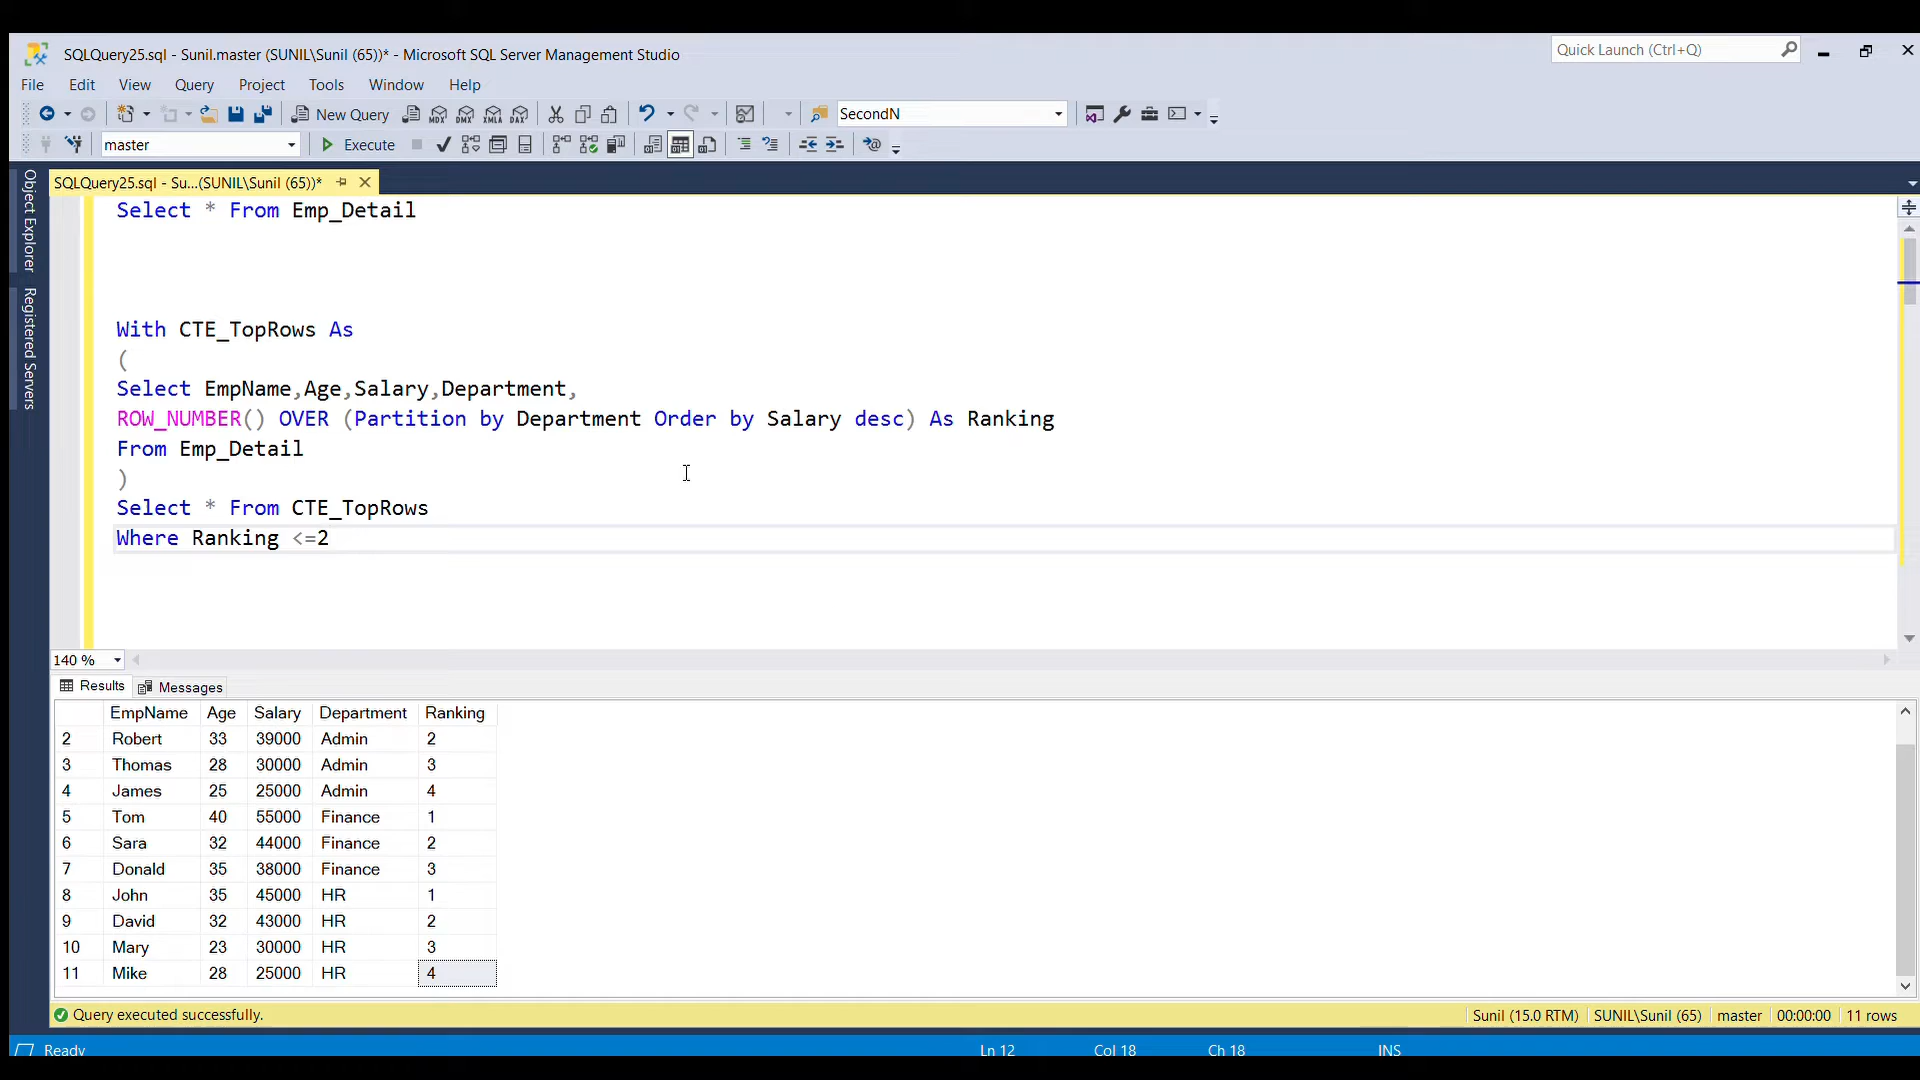 SQLQuery25.sql - Sunil.master (SUNIL\Sunil (65))* - Microsoft SQL Server Management Studio
Quick Launch (Ctrl+Q)
File Edit View Query Project Tools Window Help
New Query
MDX DMX XMLA DAX
SecondN
master
Execute
SQLQuery25.sql - Su...(SUNIL\Sunil (65))*
Object Explorer
Registered Servers
Select * From Emp_Detail
With CTE_TopRows As
(
Select EmpName,Age,Salary,Department,
ROW_NUMBER() OVER (Partition by Department Order by Salary desc) As Ranking
From Emp_Detail
)
Select * From CTE_TopRows
Where Ranking <=2
140 %
Results Messages
EmpName Age Salary Department Ranking
2 Robert 33 39000 Admin 2
3 Thomas 28 30000 Admin 3
4 James 25 25000 Admin 4
5 Tom 40 55000 Finance 1
6 Sara 32 44000 Finance 2
7 Donald 35 38000 Finance 3
8 John 35 45000 HR 1
9 David 32 43000 HR 2
10 Mary 23 30000 HR 3
11 Mike 28 25000 HR 4
Query executed successfully.
Sunil (15.0 RTM) SUNIL\Sunil (65) master 00:00:00 11 rows
Ready
Ln 12 Col 18 Ch 18 INS